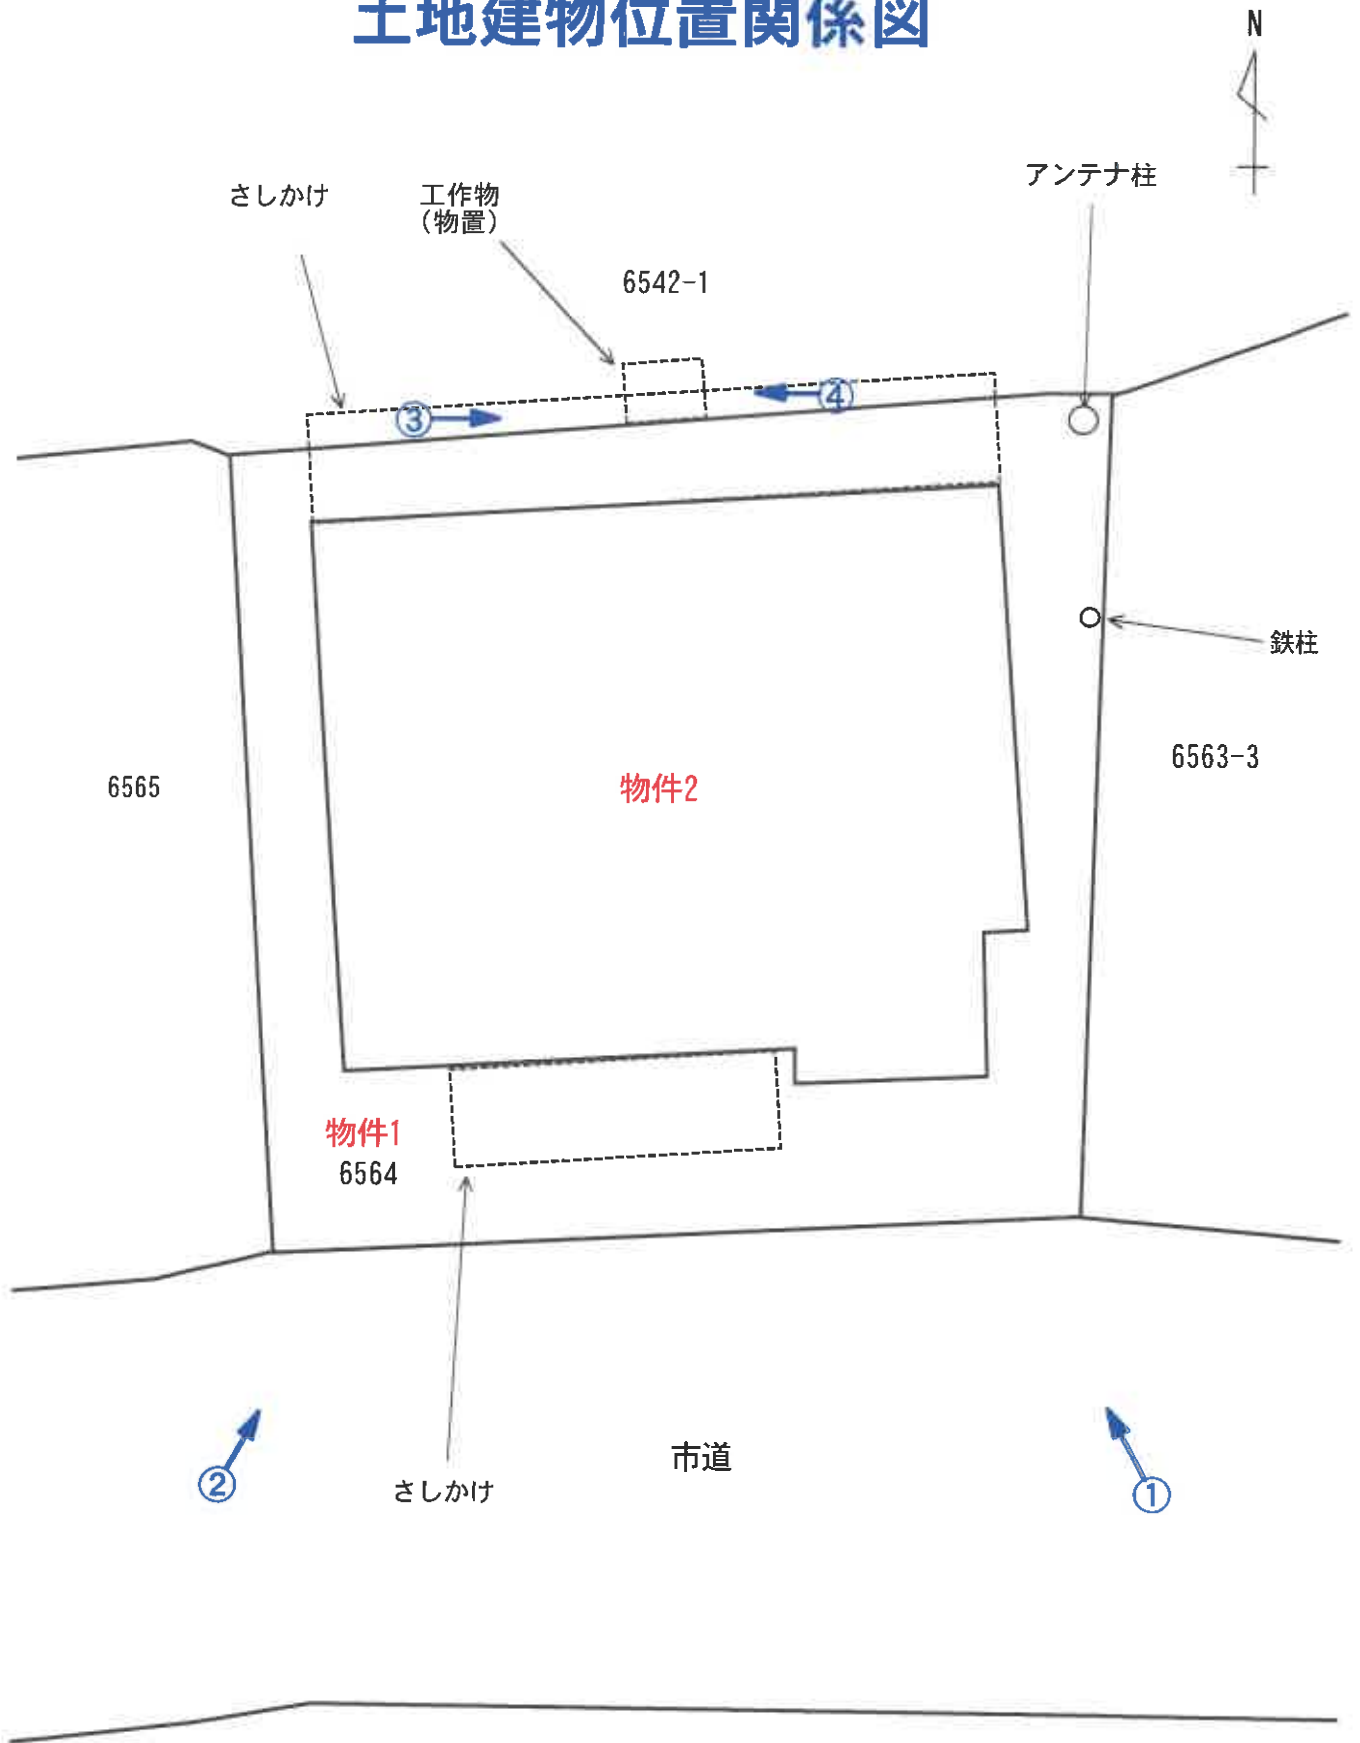 土地建物位置関係図
N
アンテナ柱
さしかけ
工作物
（物置）
6542-1
③
④
鉄柱
6563-3
6565
物件2
物件1
6564
市道
②
さしかけ
①